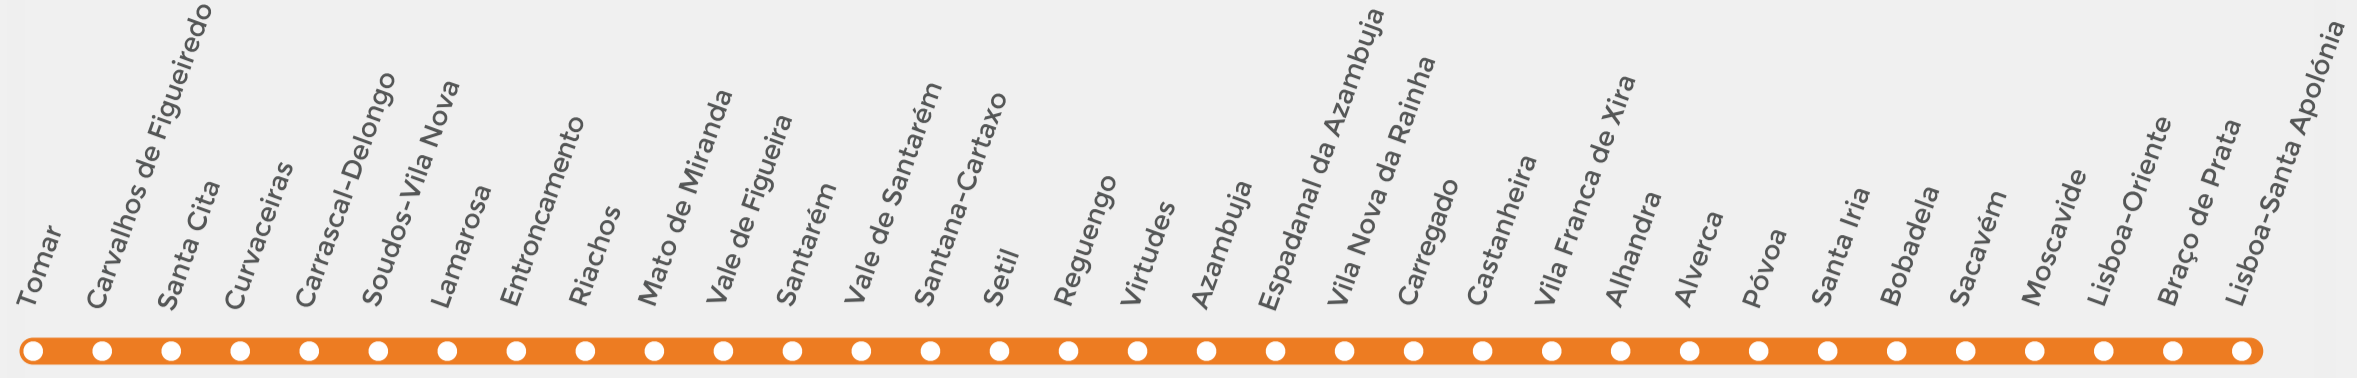 Tomar
Carvalhos de Figueiredo
Santa Cita
Curvaceiras
Carrascal-Delongo
Soudos-Vila Nova
Lamarosa
Entroncamento
Riachos
Mato de Miranda
Vale de Figueira
Santarém
Vale de Santarém
Santana-Cartaxo
Setil
Reguengo
Virtudes
Azambuja
Espadanal da Azambuja
Vila Nova da Rainha
Carregado
Castanheira
Vila Franca de Xira
Alhandra
Alverca
Póvoa
Santa Iria
Bobadela
Sacavém
Moscavide
Lisboa-Oriente
Braço de Prata
Lisboa-Santa Apolónia